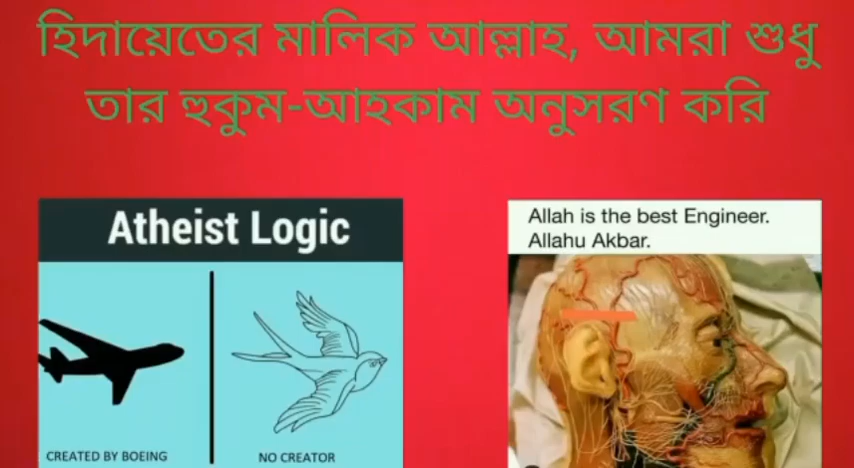 হিদায়েতের মালিক আল্লাহ, আমরা শুধু
তার হুকুম-আহকাম অনুসরণ করি
Atheist Logic
CREATED BY BOEING
NO CREATOR
Allah is the best Engineer.
Allahu Akbar.